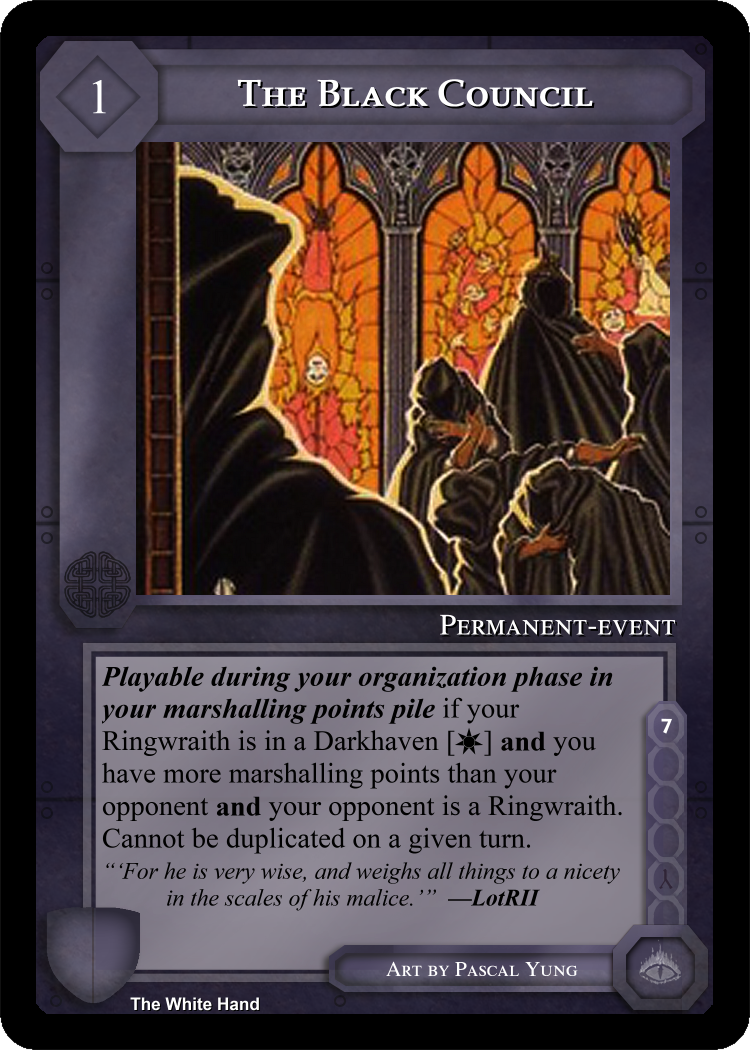 1
The Black Council
Permanent-event
Playable during your organization phase in
your marshalling points pile if your
Ringwraith is in a Darkhaven [☀] and you
have more marshalling points than your
opponent and your opponent is a Ringwraith.
Cannot be duplicated on a given turn.
“‘For he is very wise, and weighs all things to a nicety
in the scales of his malice.’” —LotRII
7
Art by Pascal Yung
The White Hand